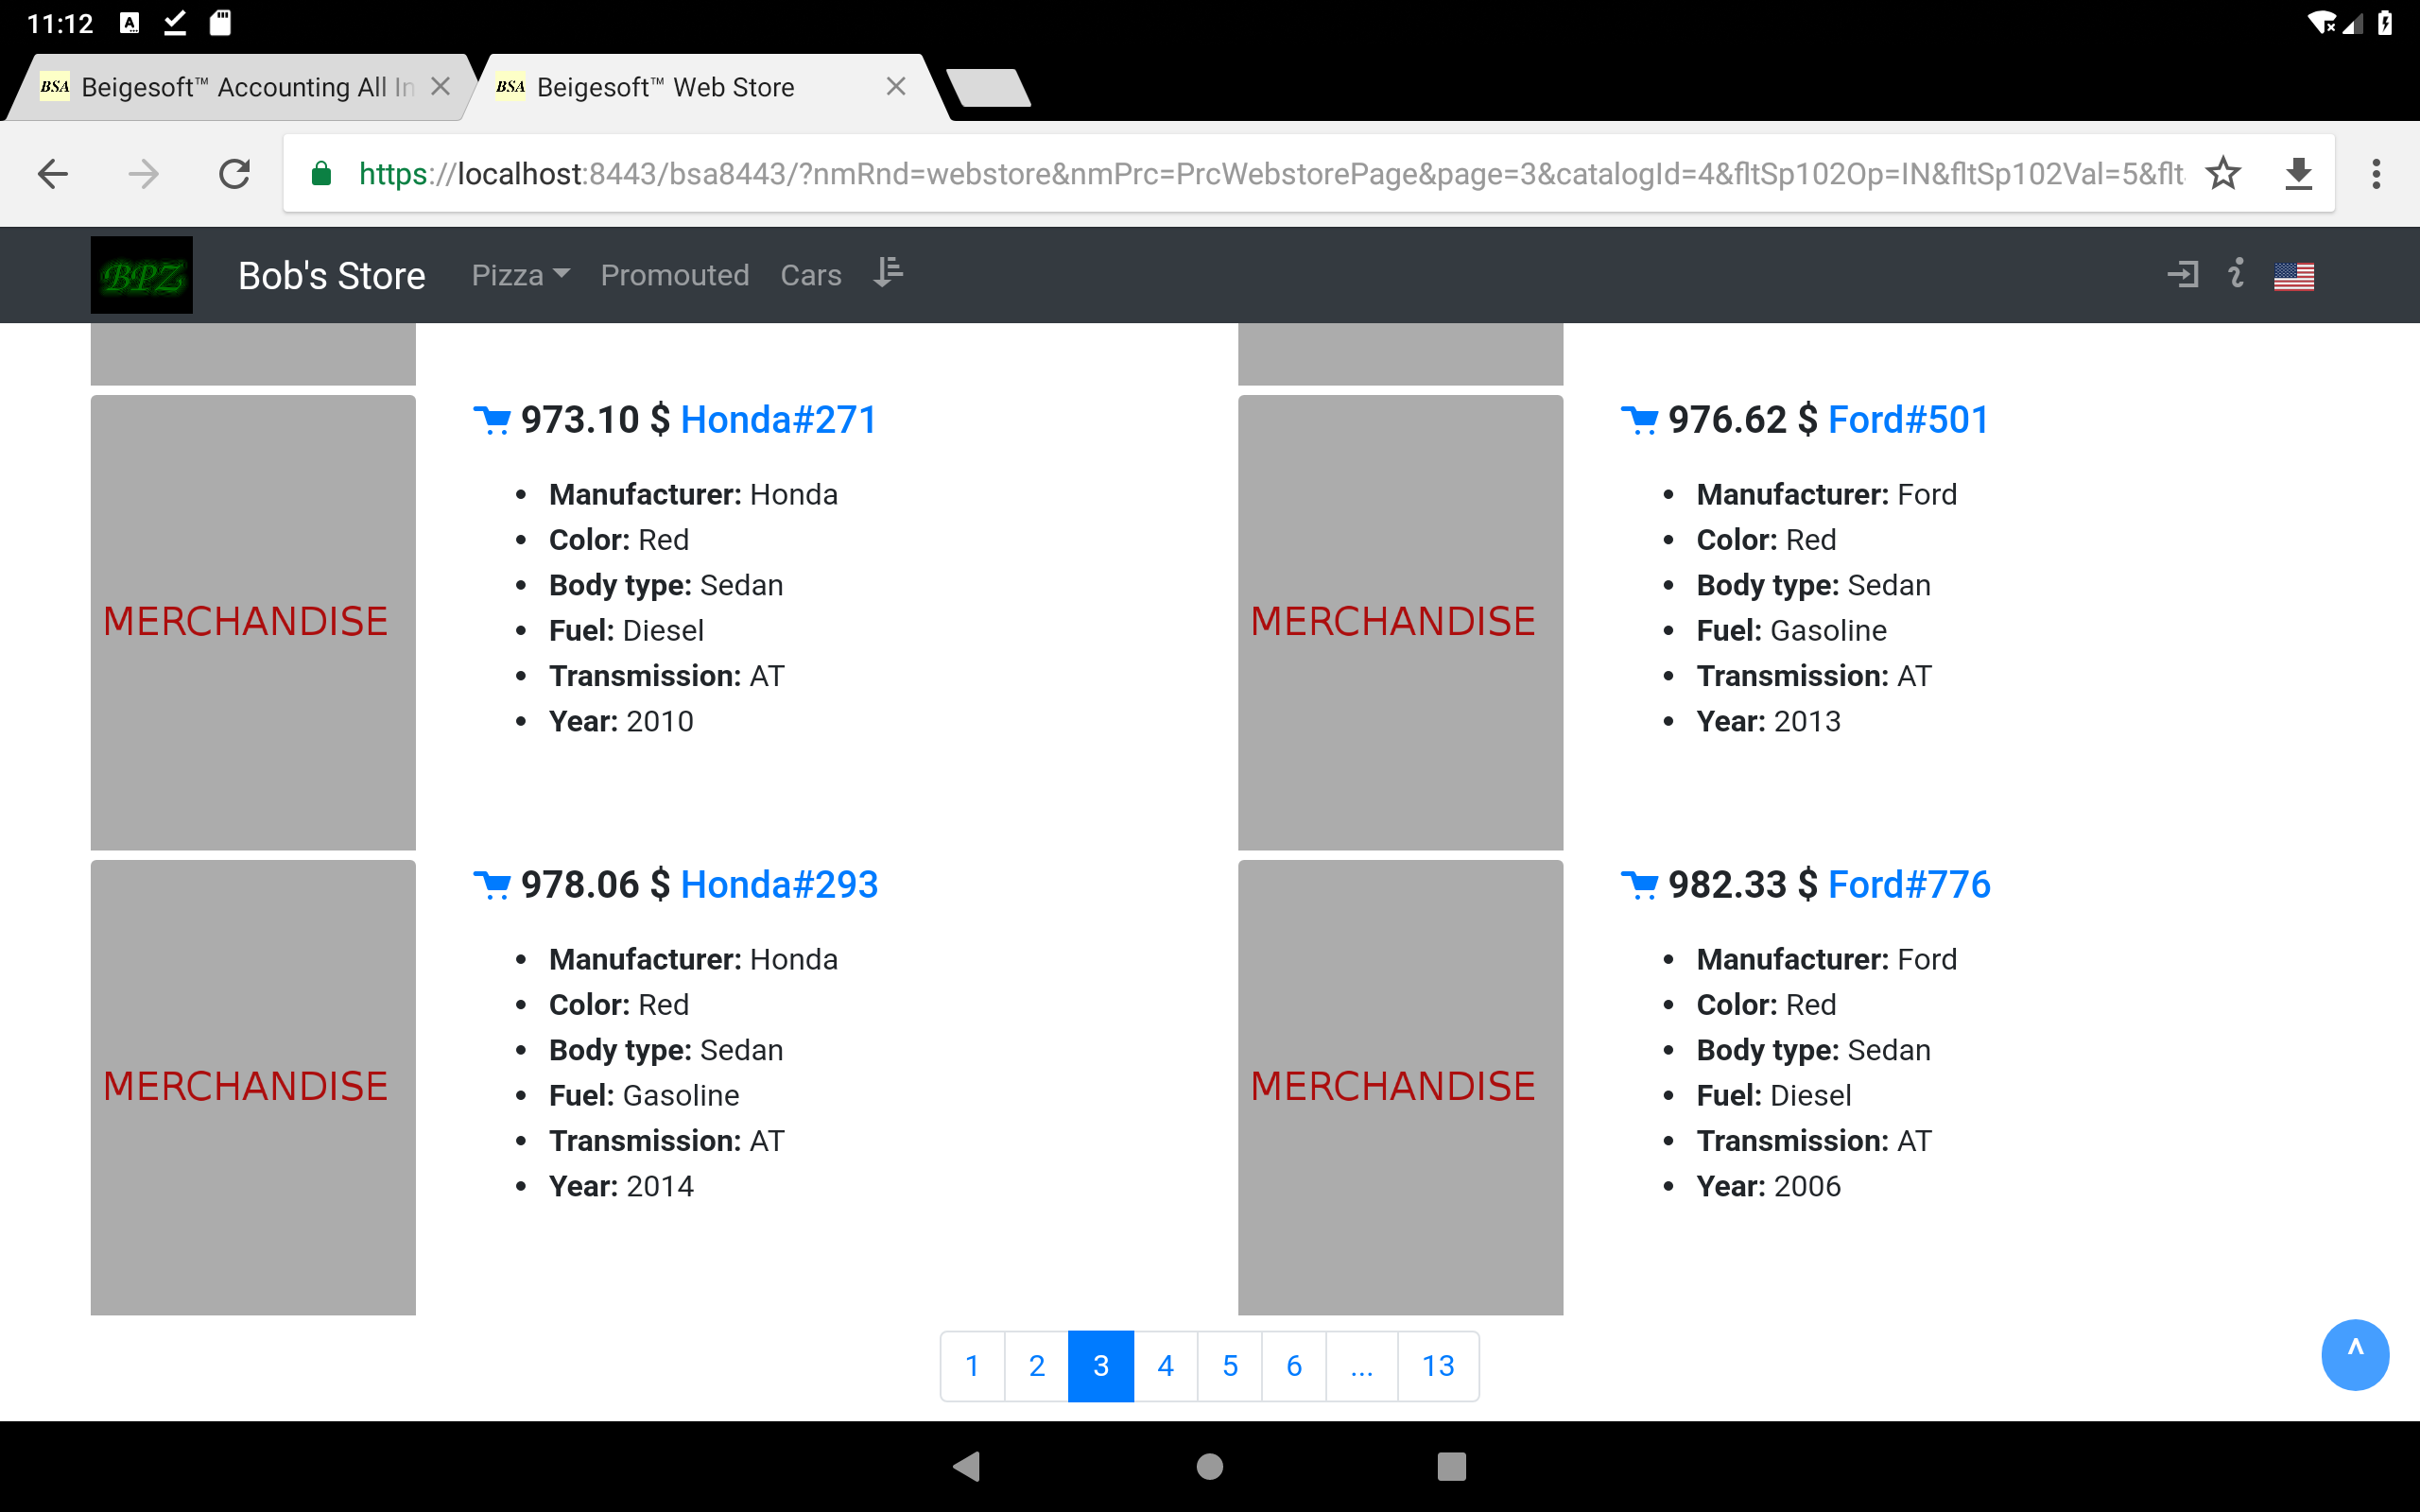 11:12
BSA Beigesoft™ Accounting All In
BSA Beigesoft™ Web Store
https://localhost:8443/bsa8443/?nmRnd=webstore&nmPrc=PrcWebstorePage&page=3&catalogId=4&fltSp102Op=IN&fltSp102Val=5&flt
BPZ Bob's Store Pizza Promouted Cars
973.10 $ Honda#271
MERCHANDISE
Manufacturer: Honda
Color: Red
Body type: Sedan
Fuel: Diesel
Transmission: AT
Year: 2010
976.62 $ Ford#501
MERCHANDISE
Manufacturer: Ford
Color: Red
Body type: Sedan
Fuel: Gasoline
Transmission: AT
Year: 2013
978.06 $ Honda#293
MERCHANDISE
Manufacturer: Honda
Color: Red
Body type: Sedan
Fuel: Gasoline
Transmission: AT
Year: 2014
982.33 $ Ford#776
MERCHANDISE
Manufacturer: Ford
Color: Red
Body type: Sedan
Fuel: Diesel
Transmission: AT
Year: 2006
1 2 3 4 5 6 ... 13
^